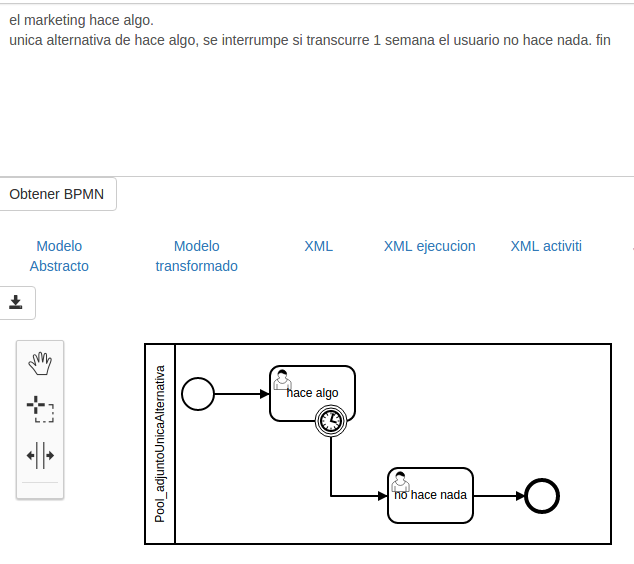 el marketing hace algo.
unica alternativa de hace algo, se interrumpe si transcurre 1 semana el usuario no hace nada. fin
Obtener BPMN
Modelo
Abstracto
Modelo
transformado
XML
XML ejecucion
XML activiti
Pool_adjuntoUnicaAlternativa
hace algo
no hace nada